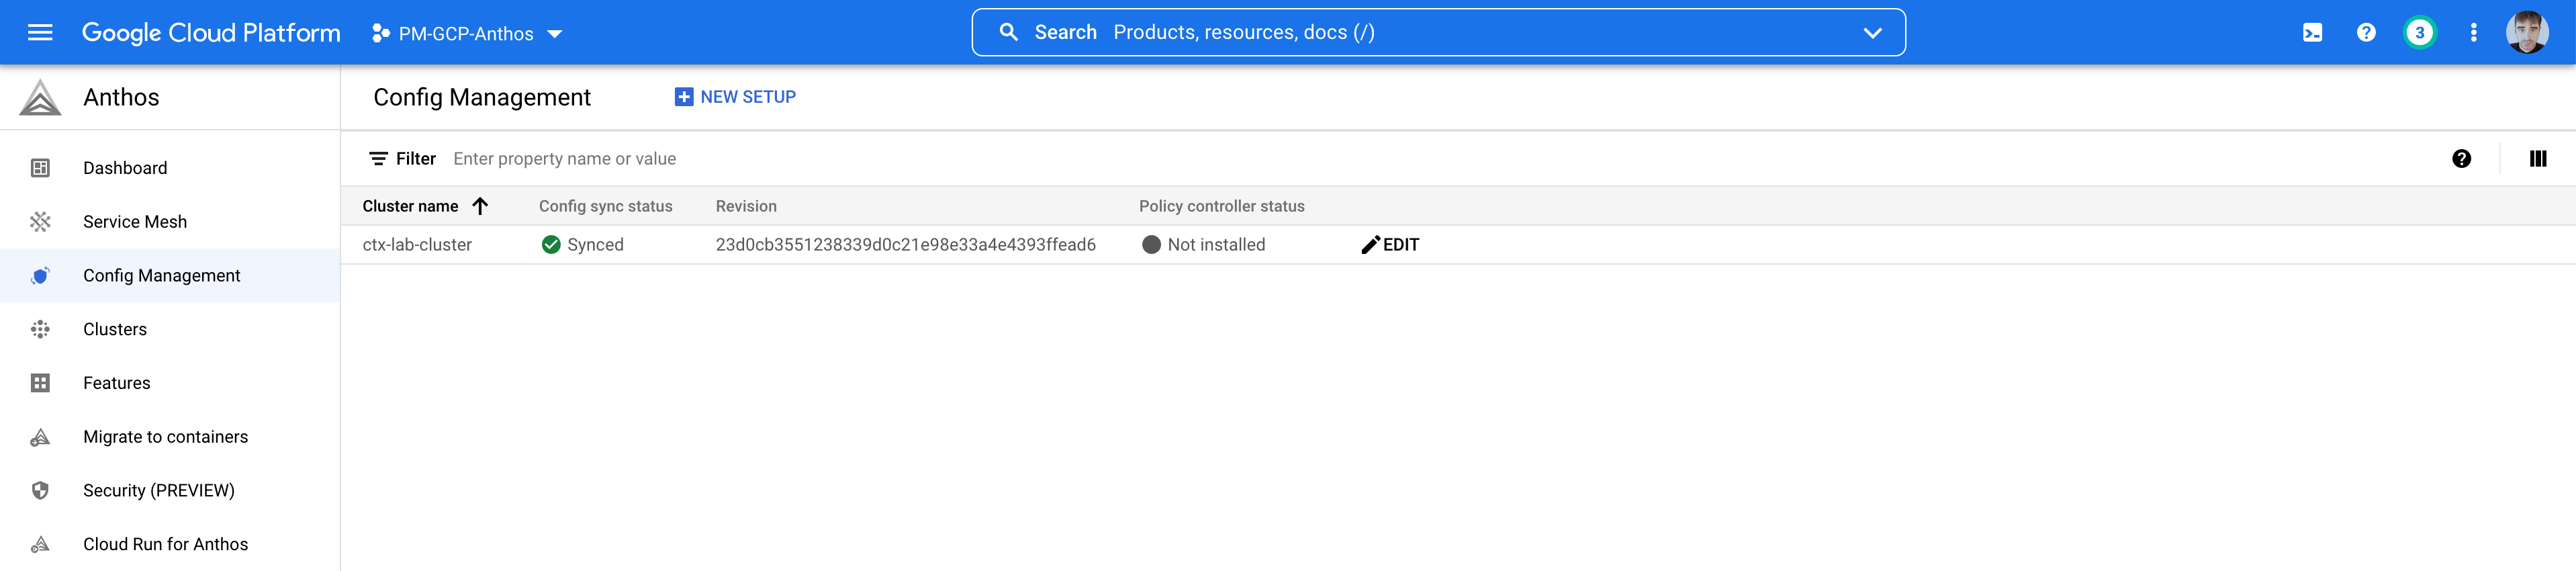 Google Cloud Platform
PM-GCP-Anthos
Search Products, resources, docs (/)
3
Anthos
Config Management
NEW SETUP
Filter Enter property name or value
Dashboard
Service Mesh
Config Management
Clusters
Features
Migrate to containers
Security (PREVIEW)
Cloud Run for Anthos
Cluster name Config sync status Revision Policy controller status
ctx-lab-cluster Synced 23d0cb3551238339d0c21e98e33a4e4393ffead6 Not installed EDIT